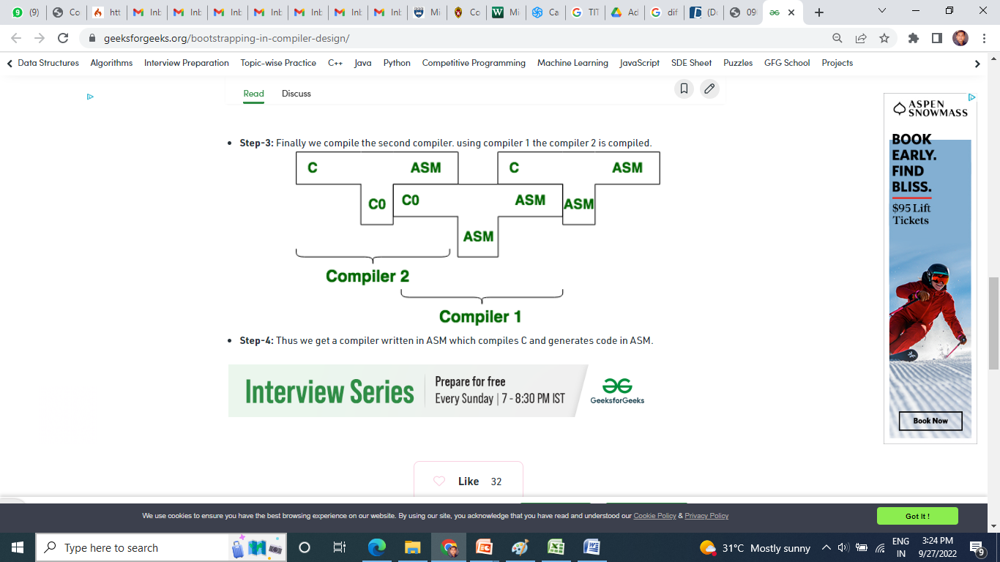 (9)
Co
htt
Inb
Inb
Inb
Inb
Inb
Inb
Inb
Mi
Co
Mi
Ca
TIT
Ad
dif
(D
09
geeksforgeeks.org/bootstrapping-in-compiler-design/
Data Structures Algorithms Interview Preparation Topic-wise Practice C++ Java Python Competitive Programming Machine Learning JavaScript SDE Sheet Puzzles GFG School Projects
Read Discuss
Step-3: Finally we compile the second compiler. using compiler 1 the compiler 2 is compiled.
C ASM C ASM
C0 C0 ASM ASM
ASM
Compiler 2
Compiler 1
Step-4: Thus we get a compiler written in ASM which compiles C and generates code in ASM.
Interview Series
Prepare for free
Every Sunday | 7 - 8:30 PM IST
GeeksforGeeks
Like 32
ASPEN
SNOWMASS
BOOK
EARLY.
FIND
BLISS.
$95 Lift
Tickets
Book Now
We use cookies to ensure you have the best browsing experience on our website. By using our site, you acknowledge that you have read and understood our Cookie Policy & Privacy Policy
Got It !
Type here to search
31°C Mostly sunny
ENG
IN
3:24 PM
9/27/2022
9